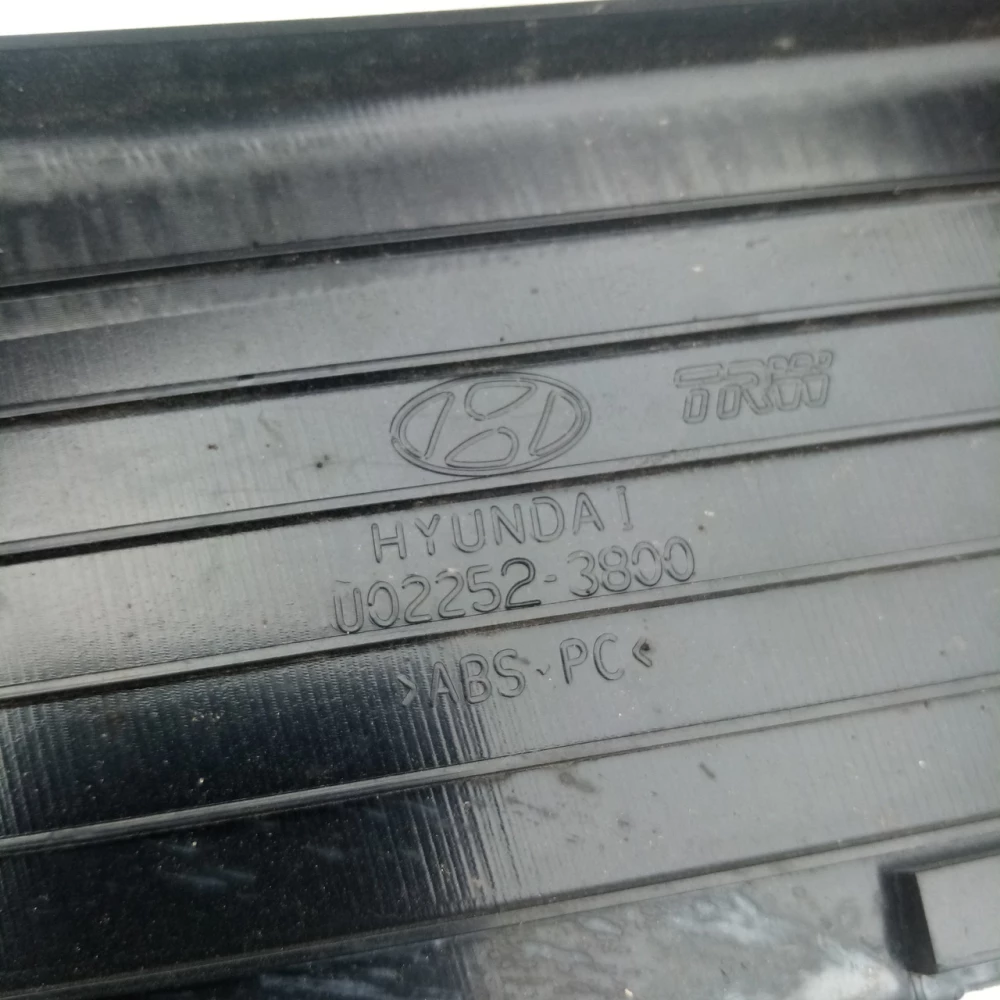 TRW
HYUNDAI
U02252-3800
>ABS-PC<